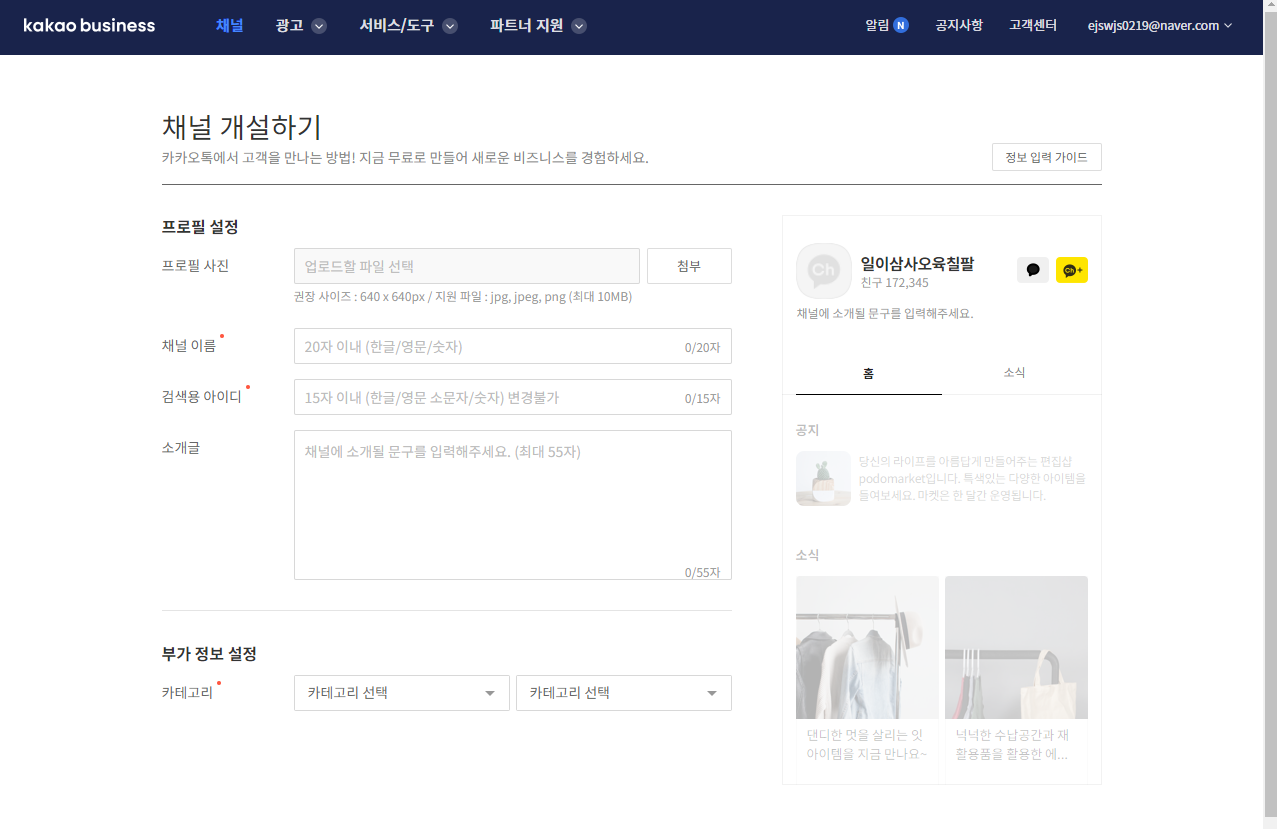 kakao business
채널
광고
서비스/도구
파트너 지원
알림 N
공지사항
고객센터
ejswjs0219@naver.com
채널 개설하기
카카오톡에서 고객을 만나는 방법! 지금 무료로 만들어 새로운 비즈니스를 경험하세요.
정보 입력 가이드
프로필 설정
프로필 사진
업로드할 파일 선택
첨부
권장 사이즈 : 640 x 640px / 지원 파일 : jpg, jpeg, png (최대 10MB)
채널 이름
20자 이내 (한글/영문/숫자)
0/20자
검색용 아이디
15자 이내 (한글/영문 소문자/숫자) 변경불가
0/15자
소개글
채널에 소개될 문구를 입력해주세요. (최대 55자)
0/55자
부가 정보 설정
카테고리
카테고리 선택
카테고리 선택
Ch
일이삼사오육칠팔
친구 172,345
Ch+
채널에 소개될 문구를 입력해주세요.
홈
소식
공지
당신의 라이프를 아름답게 만들어주는 편집샵
podomarket입니다. 특색있는 다양한 아이템을
들여보세요. 마켓은 한 달간 운영됩니다.
소식
댄디한 멋을 살리는 잇
아이템을 지금 만나요~
넉넉한 수납공간과 재
활용품을 활용한 에...